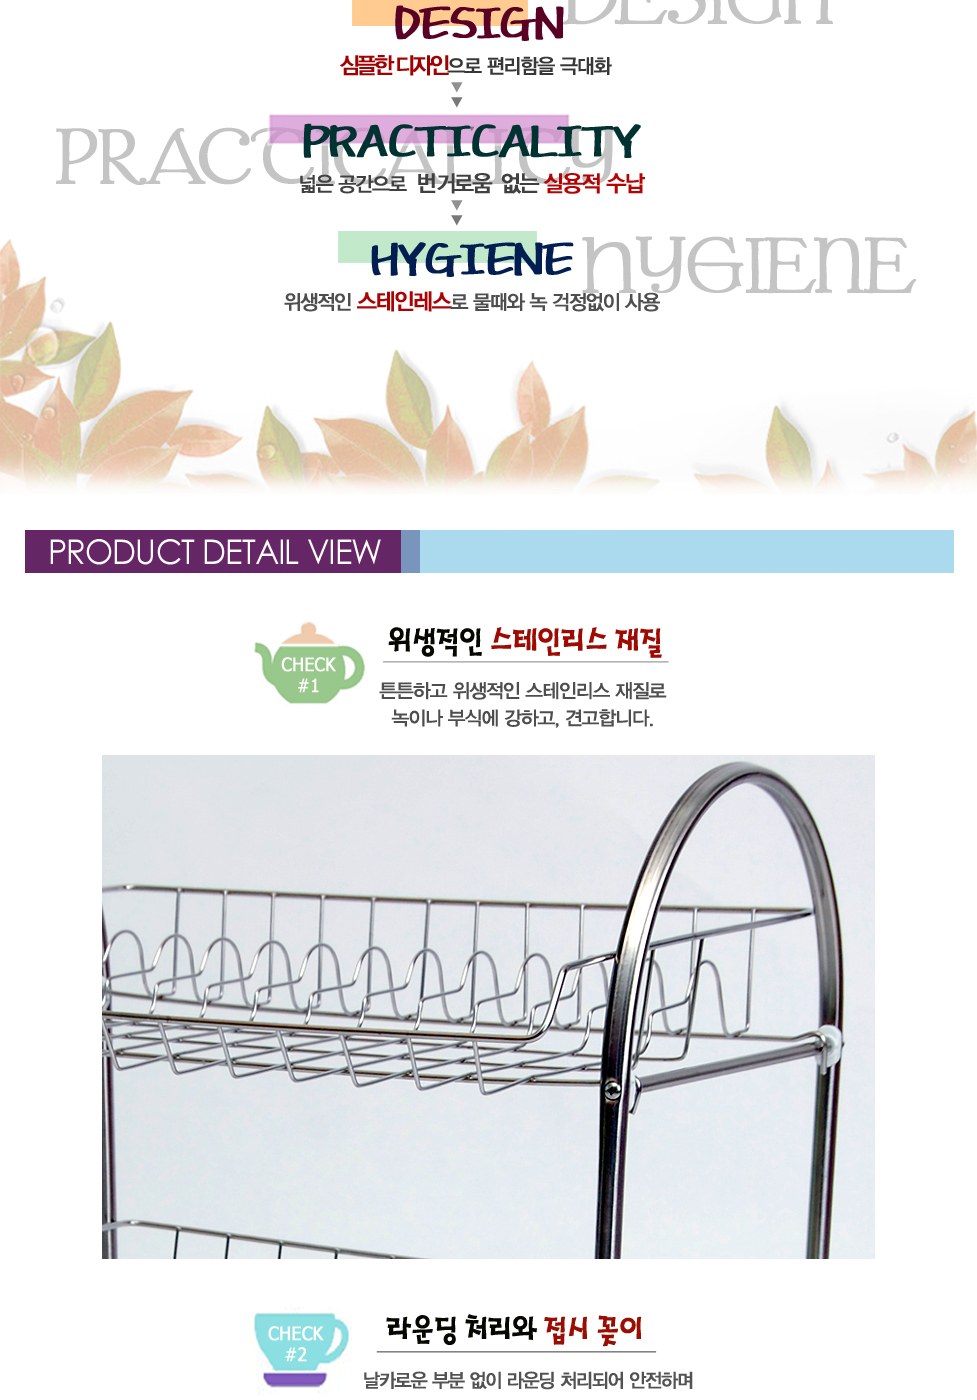 DESIGN
DESIGN
심플한 디자인으로 편리함을 극대화
PRACTICALITY
PRACTICALITY
넓은 공간으로 번거로움 없는 실용적 수납
HYGIENE
HYGIENE
위생적인 스테인레스로 물때와 녹 걱정없이 사용
PRODUCT DETAIL VIEW
CHECK
#1
위생적인 스테인리스 재질
튼튼하고 위생적인 스테인리스 재질로
녹이나 부식에 강하고, 견고합니다.
CHECK
#2
라운딩 처리와 접시 꽂이
날카로운 부분 없이 라운딩 처리되어 안전하며